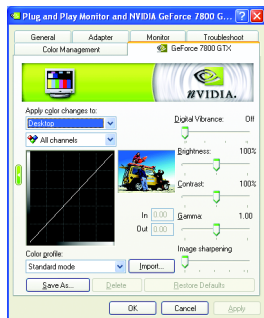 Plug and Play Monitor and NVIDIA GeForce 7800 G...
General
Adapter
Monitor
Troubleshoot
Color Management
GeForce 7800 GTX
NVIDIA.
Apply color changes to:
Desktop
All channels
Digital Vibrance: Off
Brightness: 100%
Contrast: 100%
In 0.00
Out 0.00
Gamma: 1.00
Image sharpening
Color profile:
Standard mode
Import...
Save As...
Delete
Restore Defaults
OK
Cancel
Apply